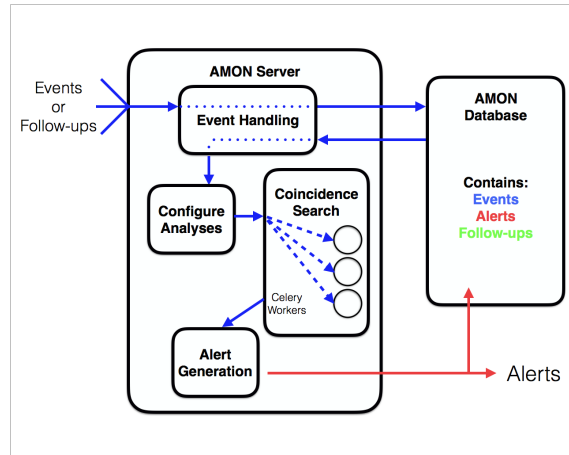 Events
or
Follow-ups
AMON Server
Event Handling
Configure
Analyses
Coincidence
Search
Celery
Workers
Alert
Generation
AMON
Database
Contains:
Events
Alerts
Follow-ups
Alerts